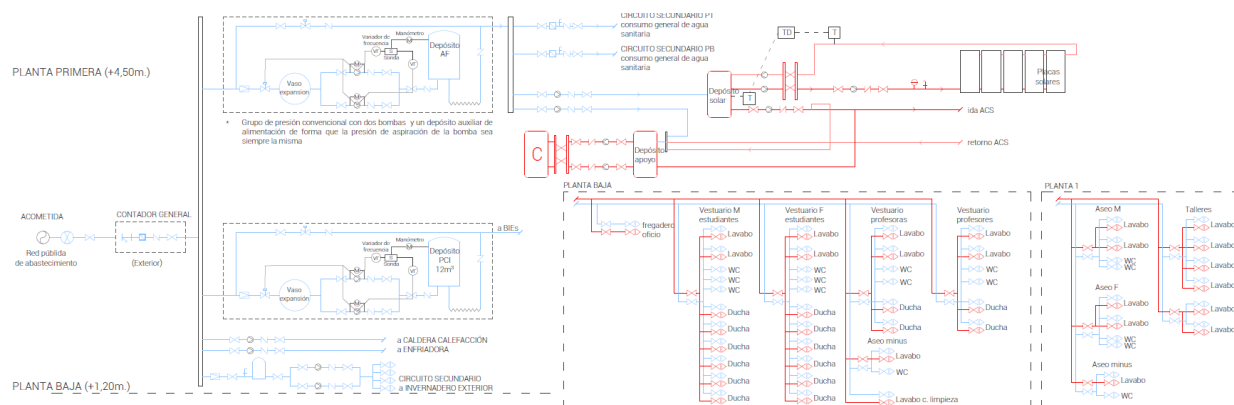 PLANTA PRIMERA (+4,50m.)
Variador de
frecuencia
Manómetro
VF
S
Sonda
VF
M
M
Vaso
expansión
Depósito
AF
* Grupo de presión convencional con dos bombas y un depósito auxiliar de
alimentación de forma que la presión de aspiración de la bomba sea
siempre la misma
CIRCUITO SECUNDARIO P1
consumo general de agua
sanitaria
CIRCUITO SECUNDARIO PB
consumo general de agua
sanitaria
TD
T
Depósito
solar
T
Placas
solares
ida ACS
C
Depósito
apoyo
retorno ACS
ACOMETIDA
Red pública
de abastecimiento
CONTADOR GENERAL
(Exterior)
Variador de
frecuencia
Manómetro
VF
S
Sonda
VF
M
M
Vaso
expansión
Depósito
PCI
12m³
a BIEs
a CALDERA CALEFACCIÓN
a ENFRIADORA
CIRCUITO SECUNDARIO
a INVERNADERO EXTERIOR
PLANTA BAJA (+1,20m.)
PLANTA BAJA
fregadero
oficio
Vestuario M
estudiantes
Lavabo
Lavabo
WC
WC
WC
Ducha
Ducha
Ducha
Ducha
Ducha
Ducha
Vestuario F
estudiantes
Lavabo
Lavabo
WC
WC
WC
Ducha
Ducha
Ducha
Ducha
Ducha
Ducha
Vestuario
profesoras
Lavabo
Lavabo
WC
WC
Ducha
Ducha
Aseo minus
Lavabo
WC
Lavabo c. limpieza
Vestuario
profesores
Lavabo
Lavabo
WC
WC
Ducha
Ducha
PLANTA 1
Aseo M
Lavabo
Lavabo
WC
WC
Aseo F
Lavabo
Lavabo
WC
WC
Aseo minus
Lavabo
WC
Talleres
Lavabo
Lavabo
Lavabo
Lavabo
Lavabo
Lavabo